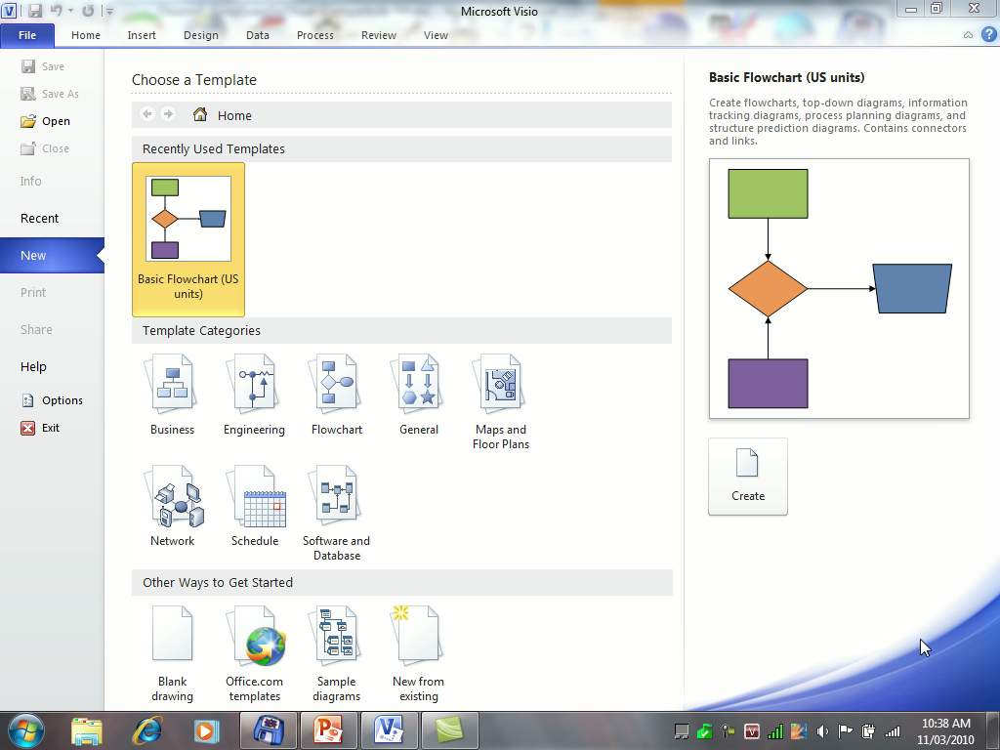 Microsoft Visio
File
Home
Insert
Design
Data
Process
Review
View
Save
Save As
Open
Close
Info
Recent
New
Print
Share
Help
Options
Exit
Choose a Template
Home
Recently Used Templates
Basic Flowchart (US
units)
Template Categories
Business
Engineering
Flowchart
General
Maps and
Floor Plans
Network
Schedule
Software and
Database
Other Ways to Get Started
Blank
drawing
Office.com
templates
Sample
diagrams
New from
existing
Basic Flowchart (US units)
Create flowcharts, top-down diagrams, information
tracking diagrams, process planning diagrams, and
structure prediction diagrams. Contains connectors
and links.
Create
10:38 AM
11/03/2010